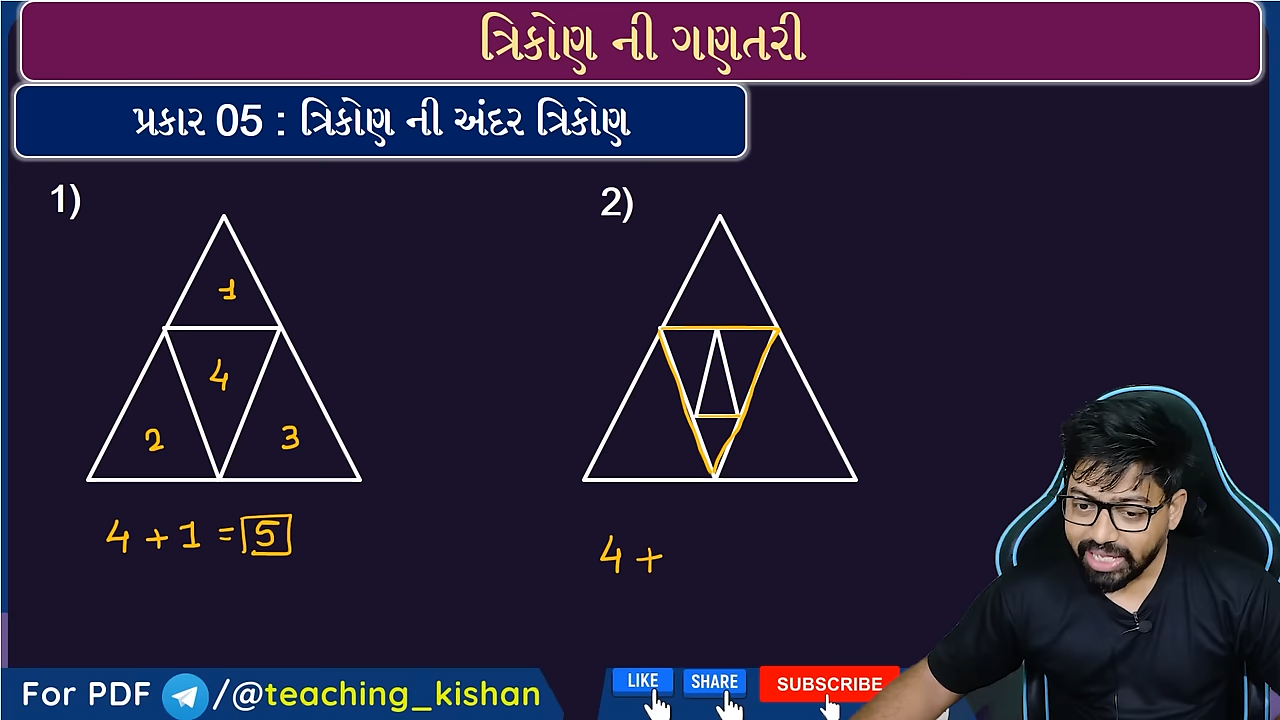 ત્રિકોણ ની ગણતરી
પ્રકાર 05 : ત્રિકોણ ની અંદર ત્રિકોણ
1)
2)
1
4
2
3
4 + 1 = 5
4 +
For PDF /@teaching_kishan
LIKE
SHARE
SUBSCRIBE